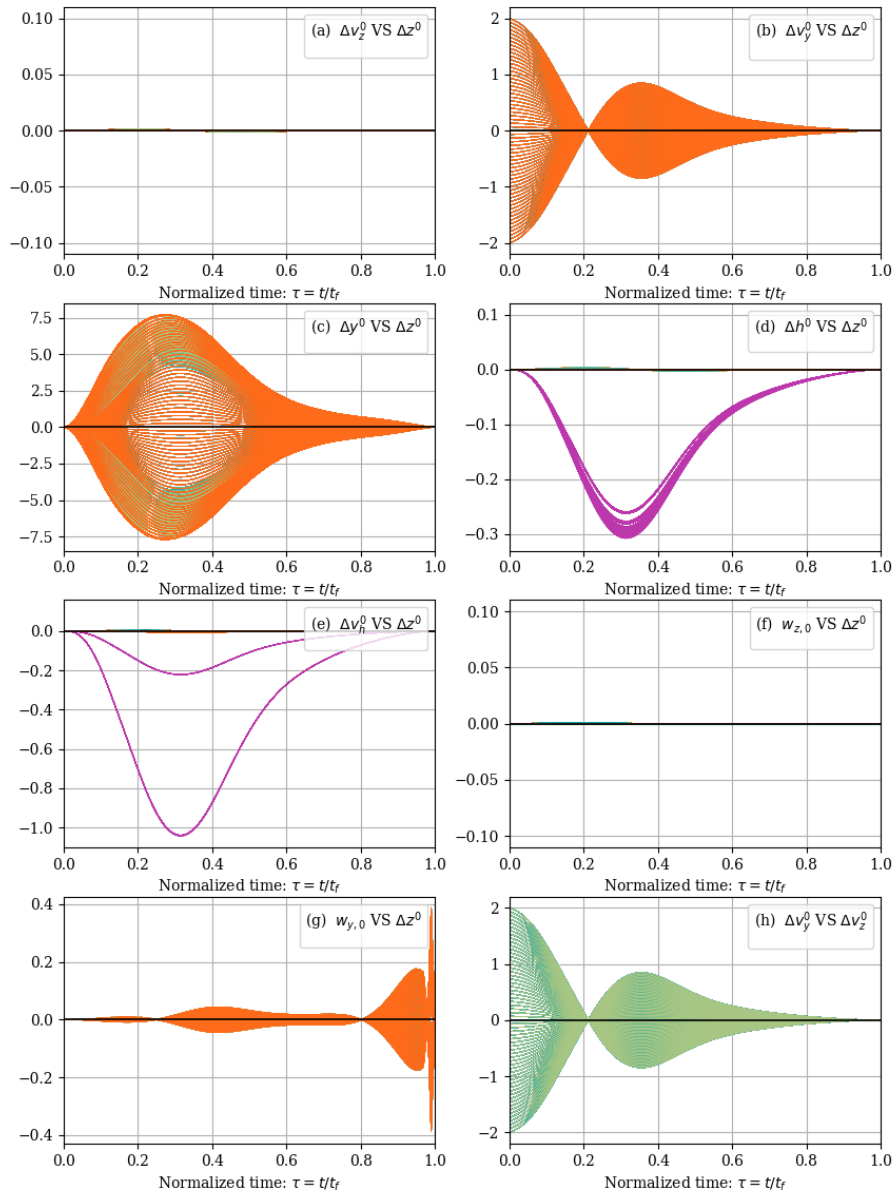 0.10
0.05
0.00
−0.05
−0.10
(a) Δv_z^0 VS Δz^0
0.0 0.2 0.4 0.6 0.8 1.0
Normalized time: τ = t/t_f
2
1
0
−1
−2
(b) Δv_y^0 VS Δz^0
0.0 0.2 0.4 0.6 0.8 1.0
Normalized time: τ = t/t_f
7.5
5.0
2.5
0.0
−2.5
−5.0
−7.5
(c) Δy^0 VS Δz^0
0.0 0.2 0.4 0.6 0.8 1.0
Normalized time: τ = t/t_f
0.1
0.0
−0.1
−0.2
−0.3
(d) Δh^0 VS Δz^0
0.0 0.2 0.4 0.6 0.8 1.0
Normalized time: τ = t/t_f
0.0
−0.2
−0.4
−0.6
−0.8
−1.0
(e) Δv_h^0 VS Δz^0
0.0 0.2 0.4 0.6 0.8 1.0
Normalized time: τ = t/t_f
0.10
0.05
0.00
−0.05
−0.10
(f) w_{z,0} VS Δz^0
0.0 0.2 0.4 0.6 0.8 1.0
Normalized time: τ = t/t_f
0.4
0.2
0.0
−0.2
−0.4
(g) w_{y,0} VS Δz^0
0.0 0.2 0.4 0.6 0.8 1.0
Normalized time: τ = t/t_f
2
1
0
−1
−2
(h) Δv_y^0 VS Δv_z^0
0.0 0.2 0.4 0.6 0.8 1.0
Normalized time: τ = t/t_f